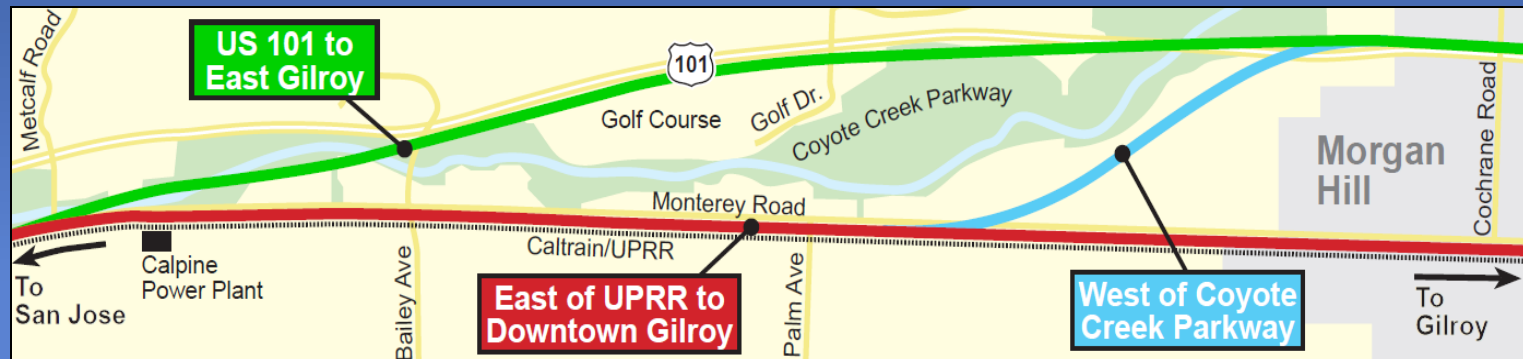 Metcalf Road
US 101 to
East Gilroy
101
Golf Course
Golf Dr.
Coyote Creek Parkway
Morgan
Hill
Cochrane Road
Monterey Road
Caltrain/UPRR
Calpine
Power Plant
To
San Jose
Bailey Ave
East of UPRR to
Downtown Gilroy
Palm Ave
West of Coyote
Creek Parkway
To
Gilroy